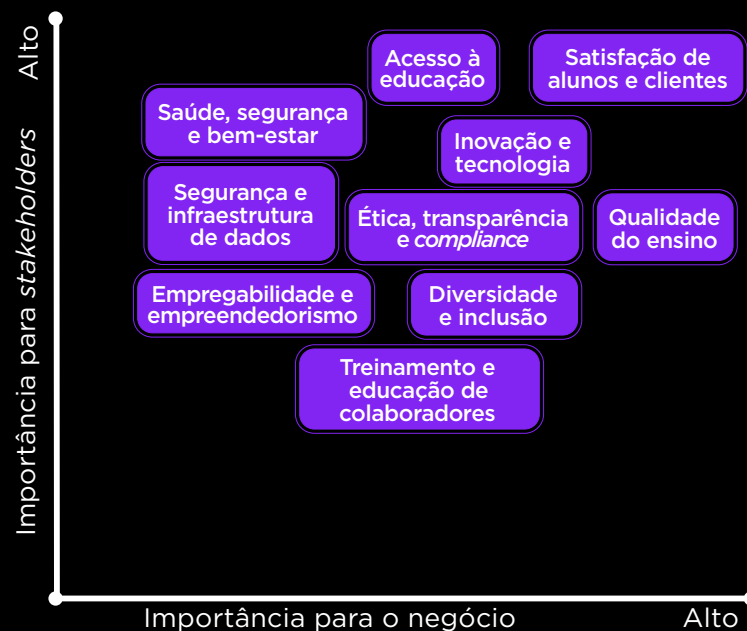 Alto
Importância para stakeholders
Acesso à
educação
Satisfação de
alunos e clientes
Saúde, segurança
e bem-estar
Inovação e
tecnologia
Segurança e
infraestrutura
de dados
Ética, transparência
e compliance
Qualidade
do ensino
Empregabilidade e
empreendedorismo
Diversidade
e inclusão
Treinamento e
educação de
colaboradores
Importância para o negócio
Alto